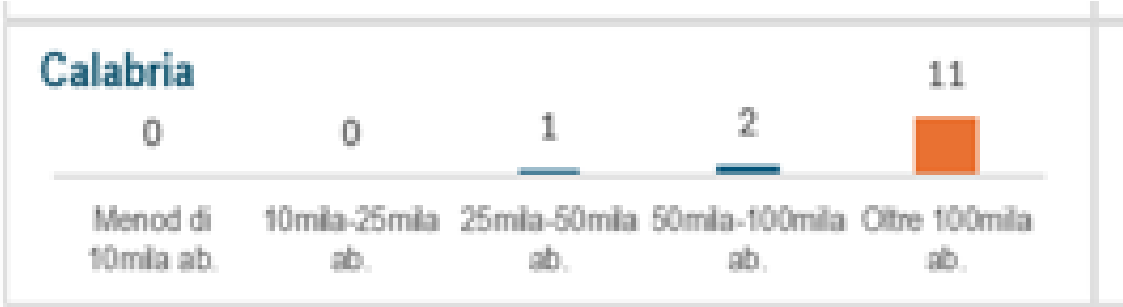 Calabria
0 0 1 2 11
Menod di 10mila-25mila 25mila-50mila 50mila-100mila Oltre 100mila
10mila ab. ab. ab. ab. ab.